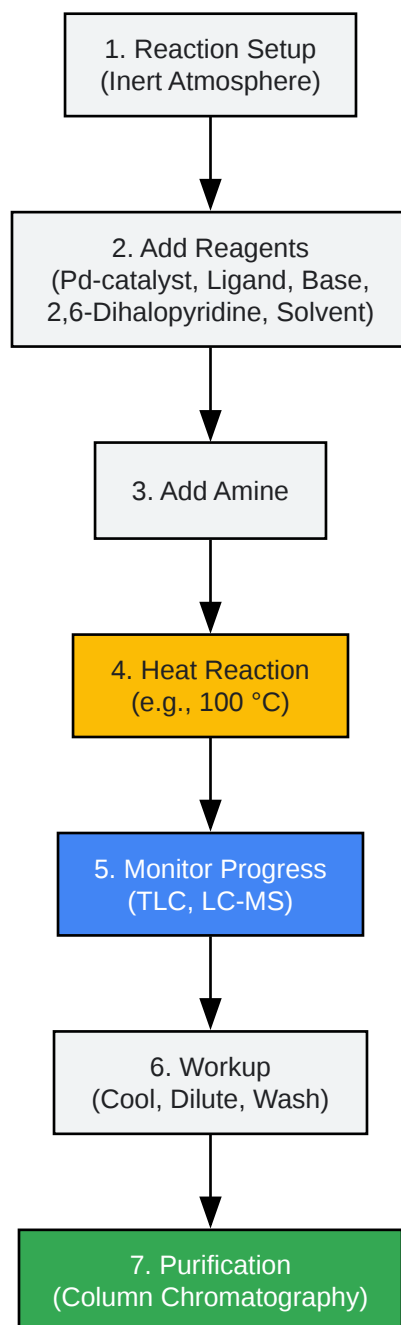 1. Reaction Setup
(Inert Atmosphere)
2. Add Reagents
(Pd-catalyst, Ligand, Base,
2,6-Dihalopyridine, Solvent)
3. Add Amine
4. Heat Reaction
(e.g., 100 °C)
5. Monitor Progress
(TLC, LC-MS)
6. Workup
(Cool, Dilute, Wash)
7. Purification
(Column Chromatography)